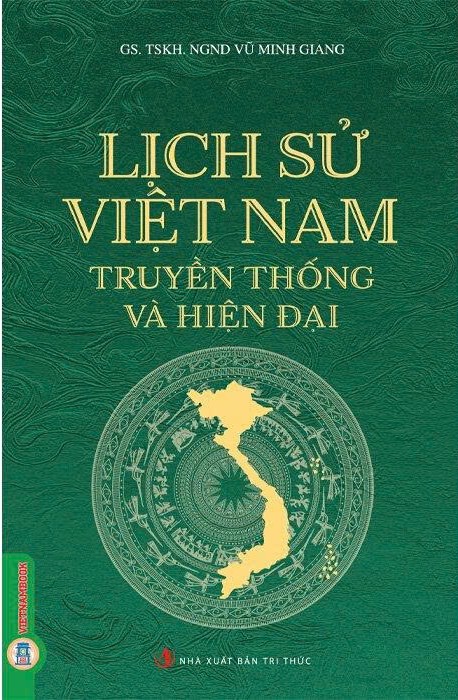 GS. TSKH. NGND VŨ MINH GIANG
LỊCH SỬ
VIỆT NAM
TRUYỀN THỐNG
VÀ HIỆN ĐẠI
VIETNAMBOOK
NHÀ XUẤT BẢN TRI THỨC